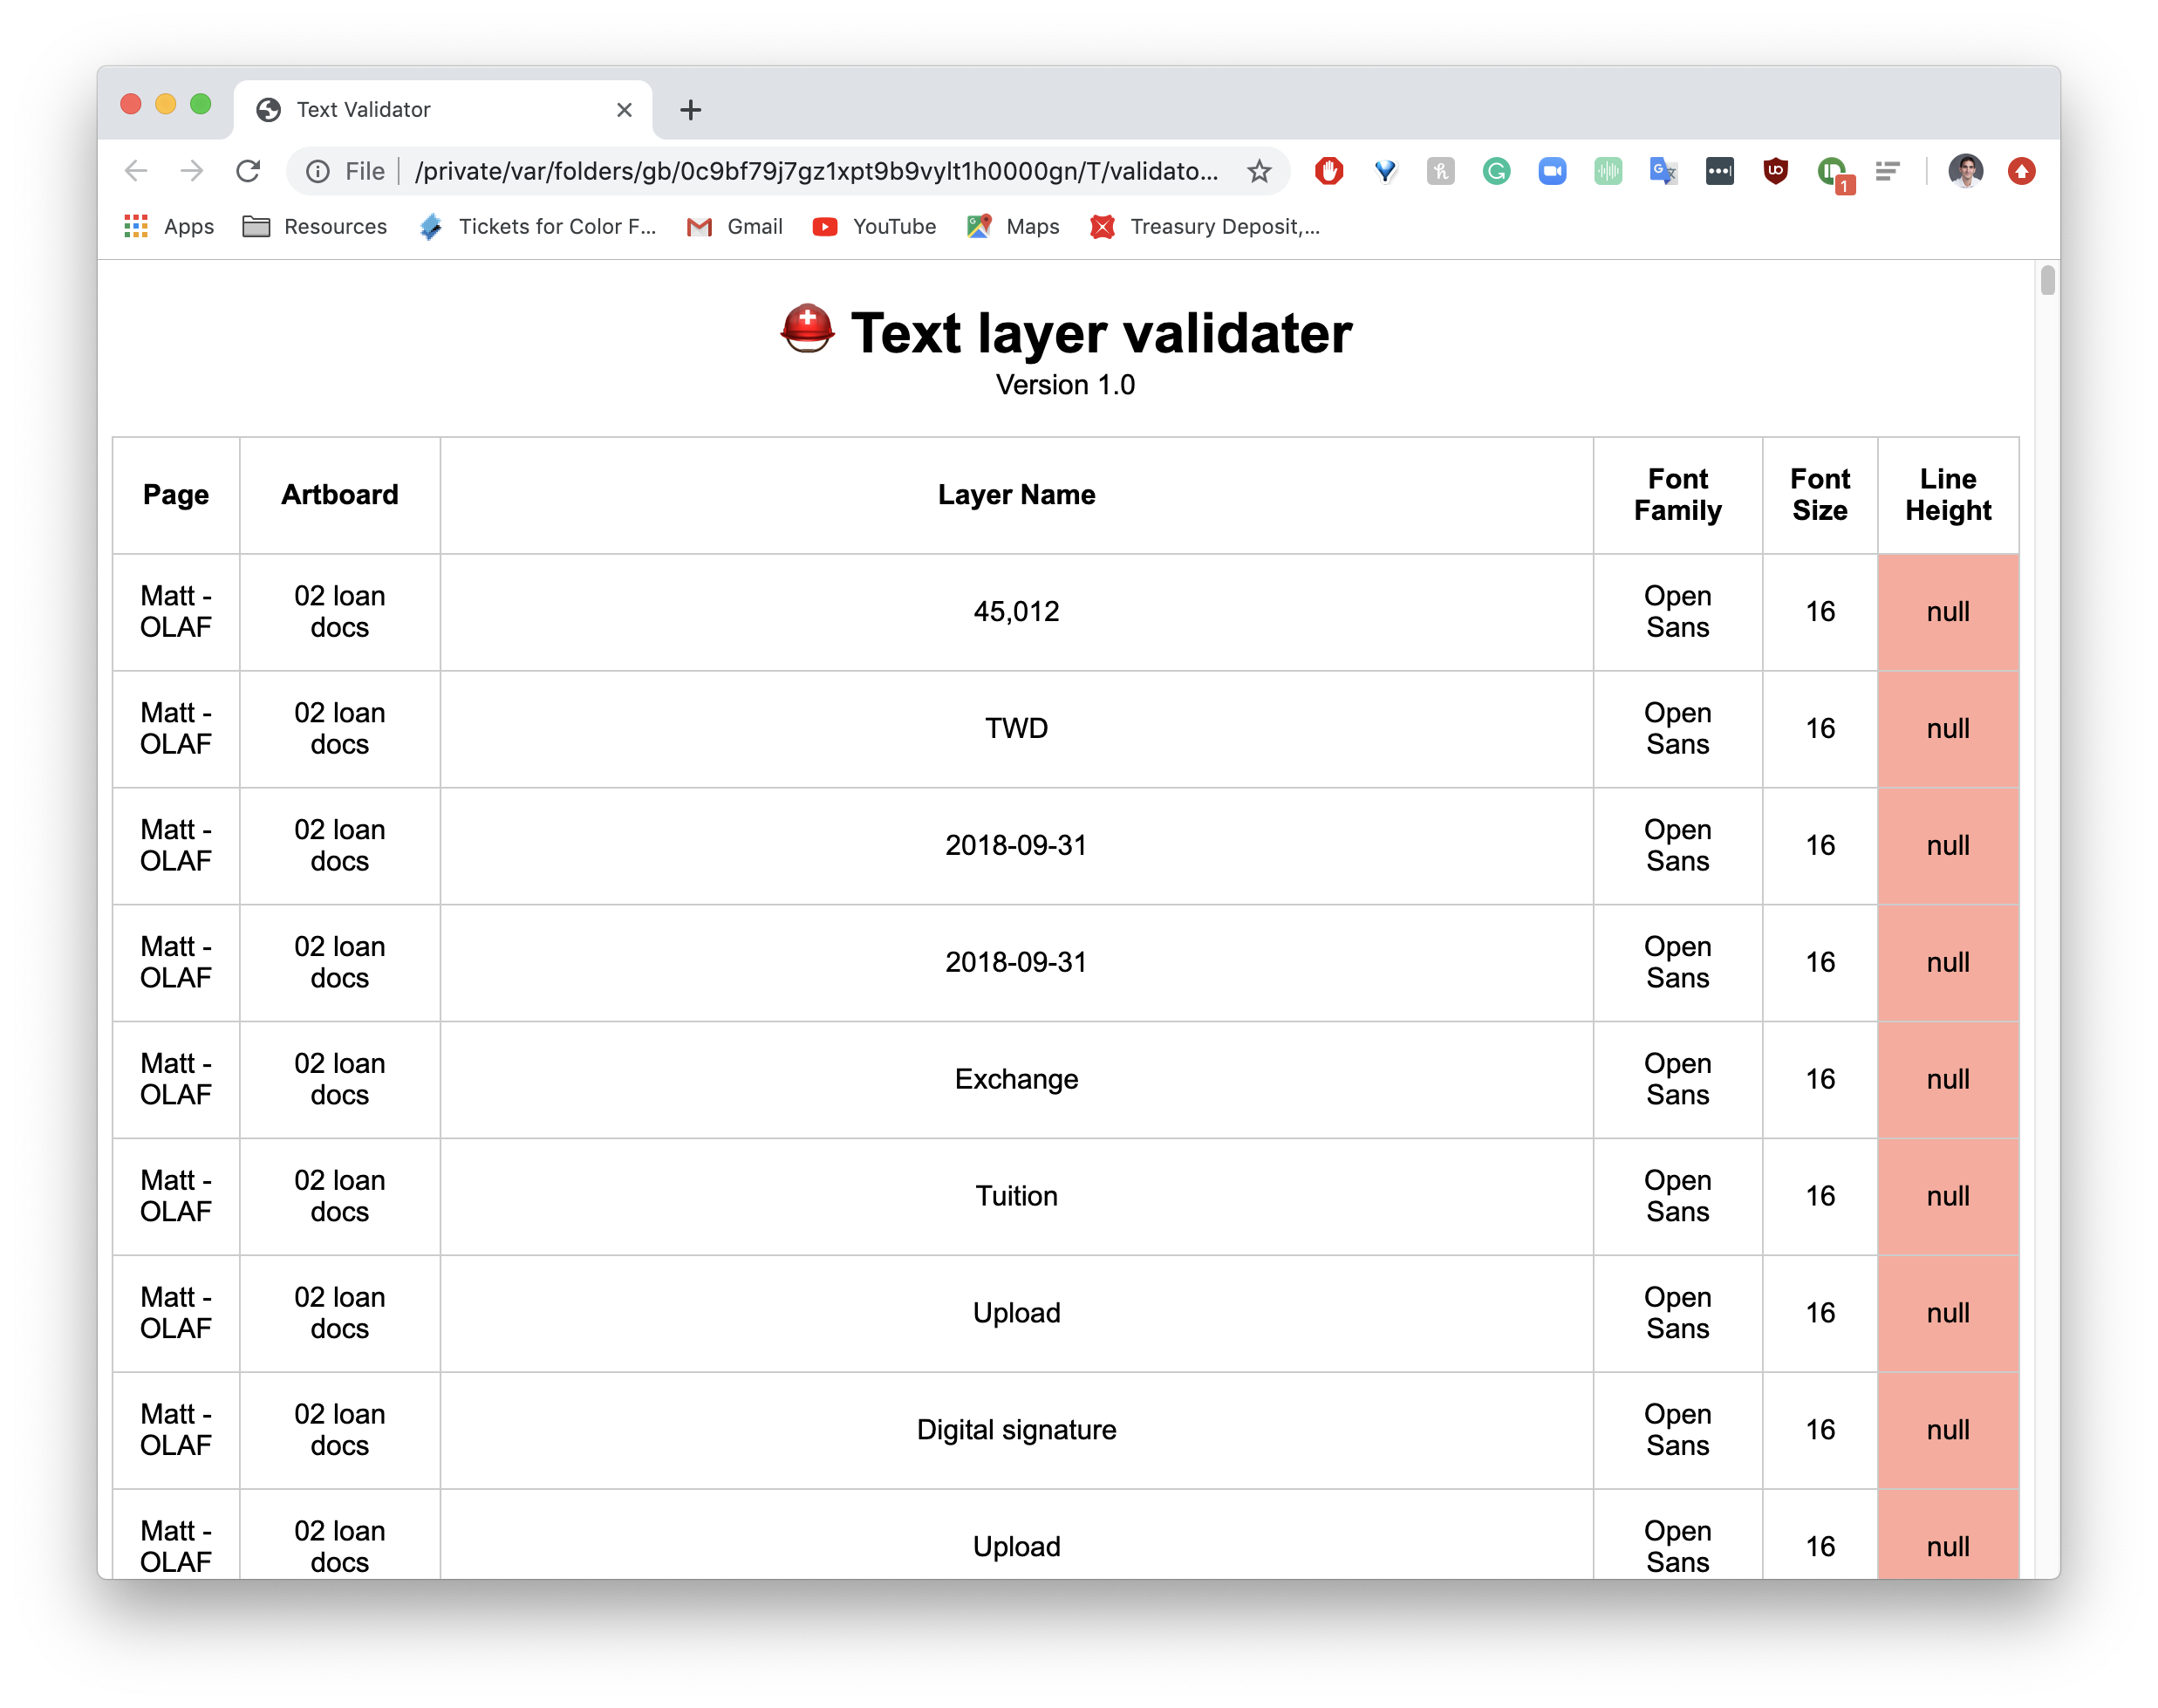 Text Validator
File /private/var/folders/gb/0c9bf79j7gz1xpt9b9vylt1h0000gn/T/validato...
1
Apps Resources Tickets for Color F... Gmail YouTube Maps Treasury Deposit,...
Text layer validater
Version 1.0
Page Artboard Layer Name Font Family Font Size Line Height
Matt - OLAF 02 loan docs 45,012 Open Sans 16 null
Matt - OLAF 02 loan docs TWD Open Sans 16 null
Matt - OLAF 02 loan docs 2018-09-31 Open Sans 16 null
Matt - OLAF 02 loan docs 2018-09-31 Open Sans 16 null
Matt - OLAF 02 loan docs Exchange Open Sans 16 null
Matt - OLAF 02 loan docs Tuition Open Sans 16 null
Matt - OLAF 02 loan docs Upload Open Sans 16 null
Matt - OLAF 02 loan docs Digital signature Open Sans 16 null
Matt - OLAF 02 loan docs Upload Open Sans 16 null